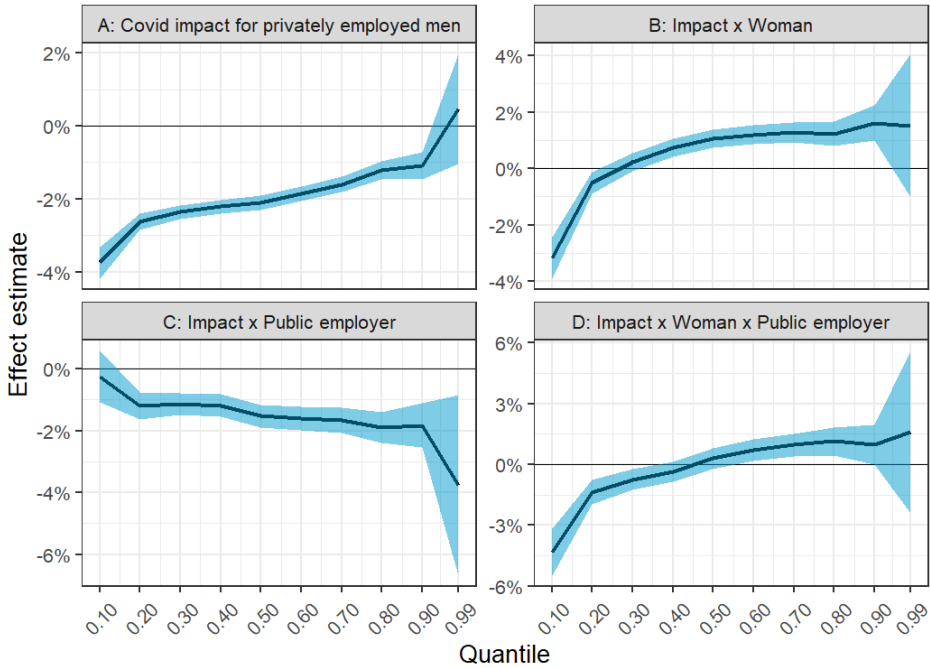 A: Covid impact for privately employed men
B: Impact x Woman
2%
0%
-2%
-4%
4%
2%
0%
-2%
-4%
Effect estimate
C: Impact x Public employer
D: Impact x Woman x Public employer
0%
-2%
-4%
-6%
6%
3%
0%
-3%
-6%
0.10 0.20 0.30 0.40 0.50 0.60 0.70 0.80 0.90 0.99
0.10 0.20 0.30 0.40 0.50 0.60 0.70 0.80 0.90 0.99
Quantile